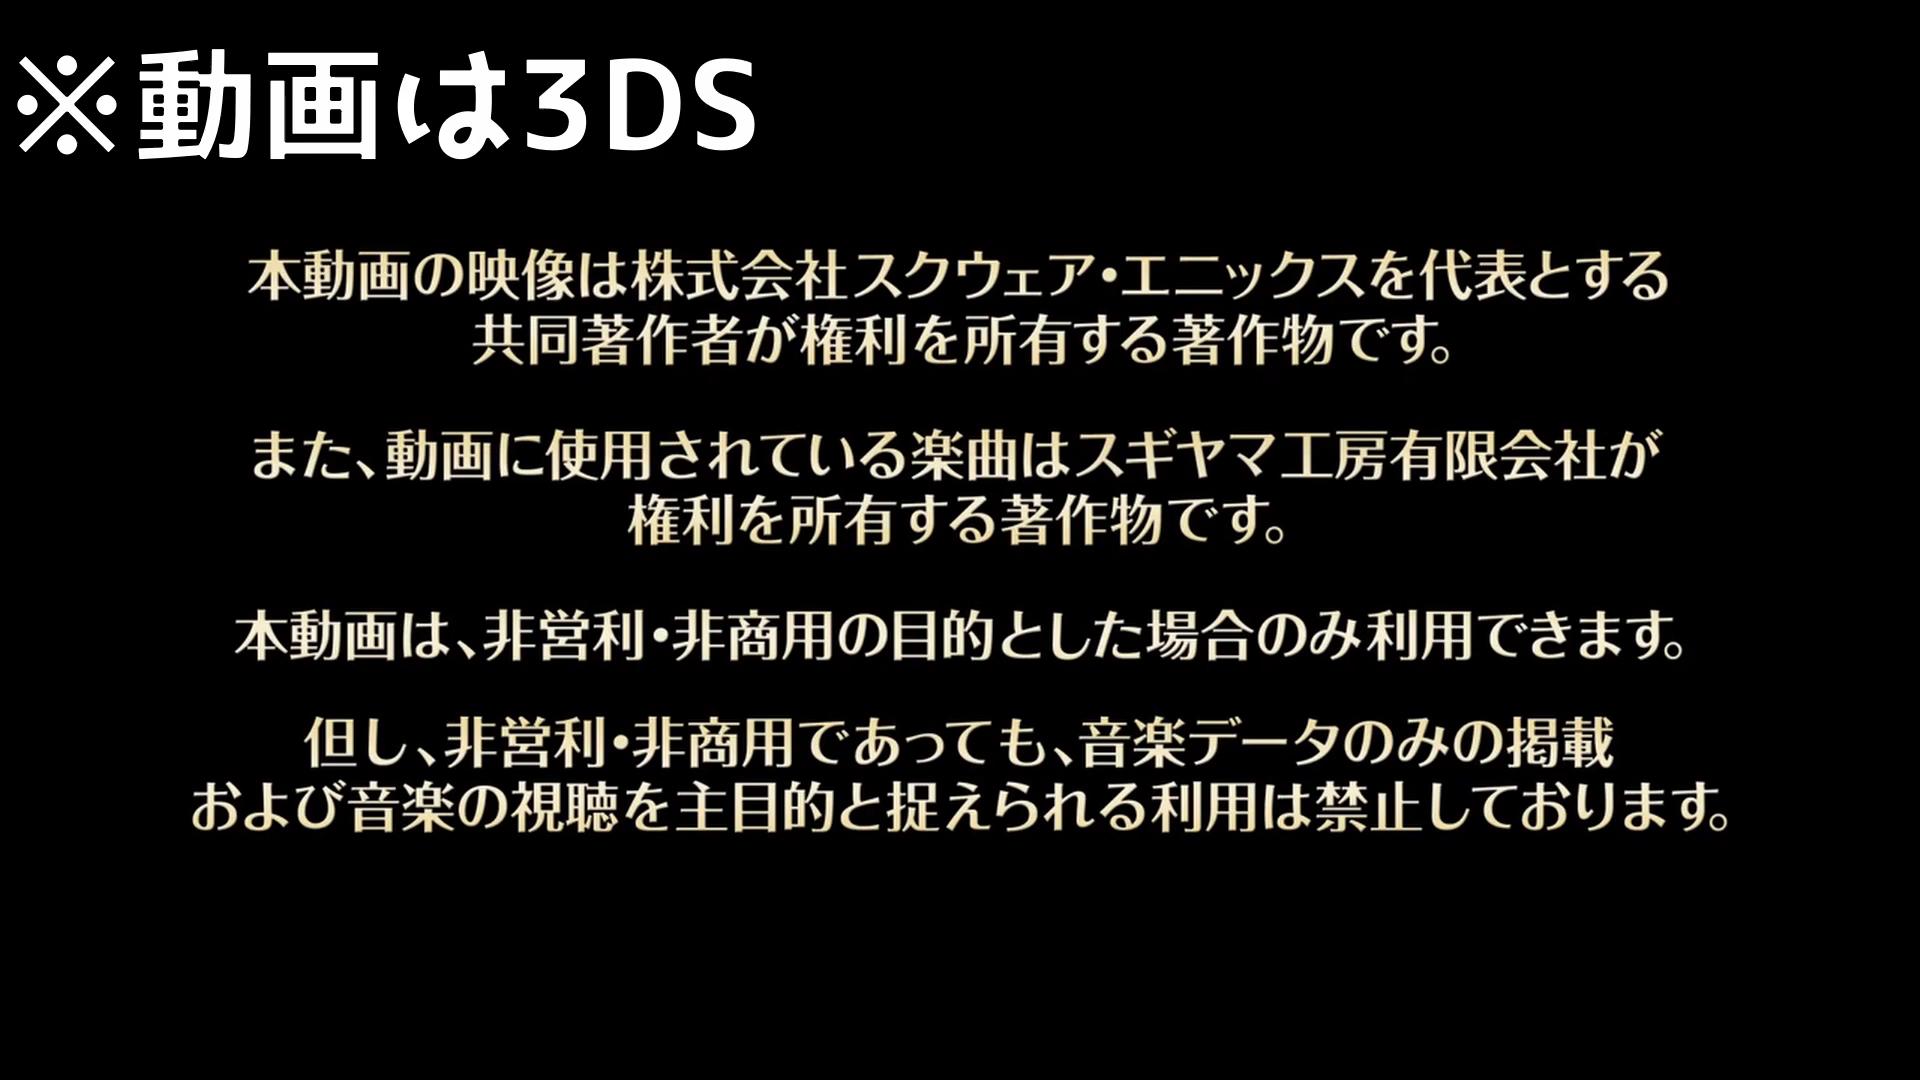 ※動画は3DS
本動画の映像は株式会社スクウェア・エニックスを代表とする
共同著作者が権利を所有する著作物です。
また、動画に使用されている楽曲はスギヤマ工房有限会社が
権利を所有する著作物です。
本動画は、非営利・非商用の目的とした場合のみ利用できます。
但し、非営利・非商用であっても、音楽データのみの掲載
および音楽の視聴を主目的と捉えられる利用は禁止しております。